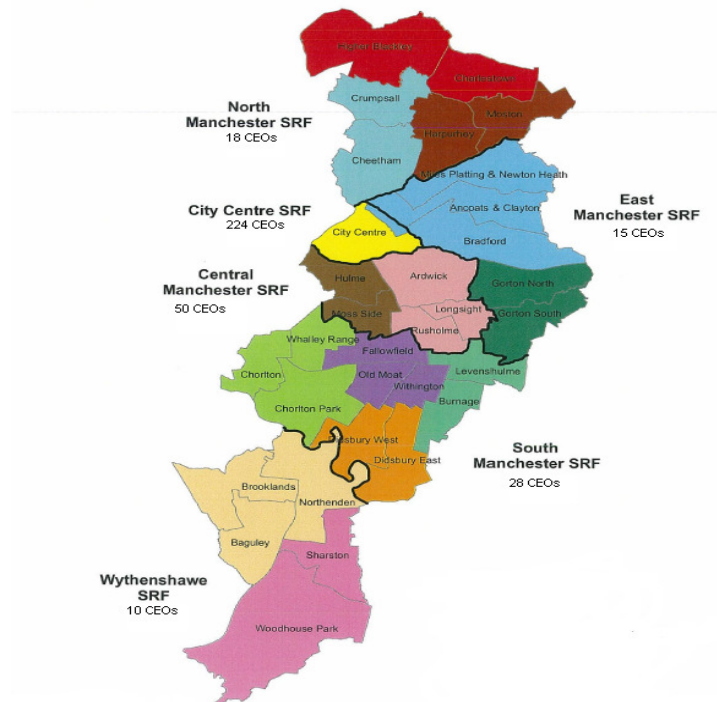 Higher Blackley
Charlestown
Crumpsall
Moston
Harpurhey
North
Manchester SRF
18 CEOs
Cheetham
Miles Platting & Newton Heath
City Centre SRF
224 CEOs
Ancoats & Clayton
East
Manchester SRF
15 CEOs
City Centre
Bradford
Central
Manchester SRF
50 CEOs
Hulme
Ardwick
Gorton North
Moss Side
Longsight
Gorton South
Rusholme
Whalley Range
Fallowfield
Chorlton
Old Moat
Levenshulme
Withington
Burnage
Chorlton Park
Didsbury West
Didsbury East
South
Manchester SRF
28 CEOs
Brooklands
Northenden
Baguley
Sharston
Wythenshawe
SRF
10 CEOs
Woodhouse Park